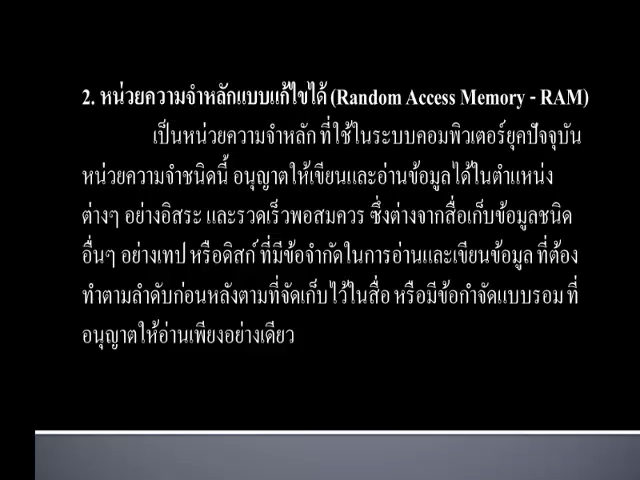 2. หน่วยความจำหลักแบบแก้ไขได้ (Random Access Memory - RAM)
เป็นหน่วยความจำหลัก ที่ใช้ในระบบคอมพิวเตอร์ยุคปัจจุบัน
หน่วยความจำชนิดนี้ อนุญาตให้เขียนและอ่านข้อมูลได้ในตำแหน่ง
ต่างๆ อย่างอิสระ และรวดเร็วพอสมควร ซึ่งต่างจากสื่อเก็บข้อมูลชนิด
อื่นๆ อย่างเทป หรือดิสก์ ที่มีข้อจำกัดในการอ่านและเขียนข้อมูล ที่ต้อง
ทำตามลำดับก่อนหลังตามที่จัดเก็บไว้ในสื่อ หรือมีข้อกำจัดแบบรอม ที่
อนุญาตให้อ่านเพียงอย่างเดียว